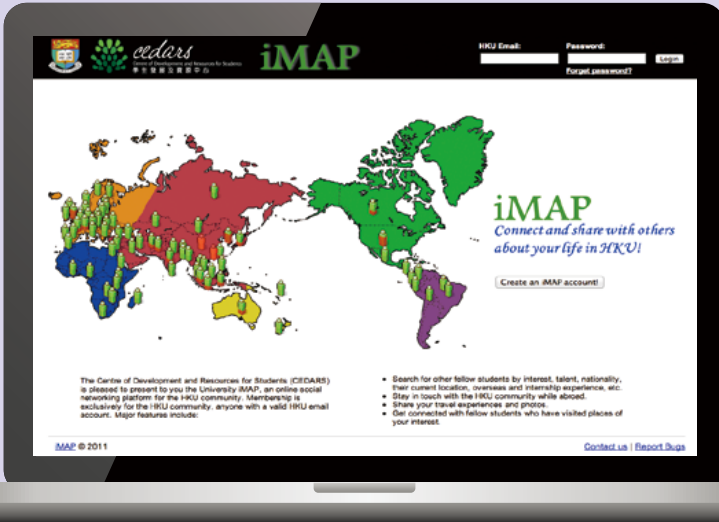 cedars
Centre of Development and Resources for Students
學生發展及資源中心
iMAP
HKU Email:
Password:
Login
Forgot password?
iMAP
Connect and share with others
about your life in HKU!
Create an iMAP account!
The Centre of Development and Resources for Students (CEDARS)
is pleased to present to you the University iMAP, an online social
networking platform for the HKU community. Membership is
exclusively for the HKU community, anyone with a valid HKU email
account. Major features include:
• Search for other fellow students by interest, talent, nationality,
their current location, overseas and internship experience, etc.
• Stay in touch with the HKU community while abroad.
• Share your travel experiences and photos.
• Get connected with fellow students who have visited places of
your interest.
iMAP © 2011
Contact us | Report Bugs